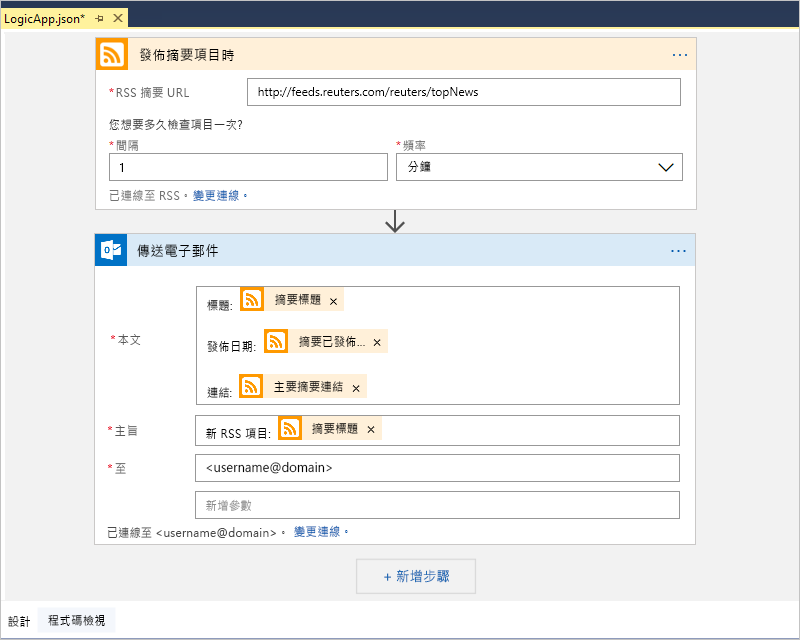 LogicApp.json*
發佈摘要項目時
*RSS 摘要 URL
http://feeds.reuters.com/reuters/topNews
您想要多久檢查項目一次?
*間隔
*頻率
1
分鐘
已連線至 RSS。變更連線。
傳送電子郵件
*本文
標題: 摘要標題
發佈日期: 摘要已發佈...
連結: 主要摘要連結
*主旨
新 RSS 項目: 摘要標題
*至
<username@domain>
新增參數
已連線至 <username@domain>。變更連線。
+ 新增步驟
設計 程式碼檢視